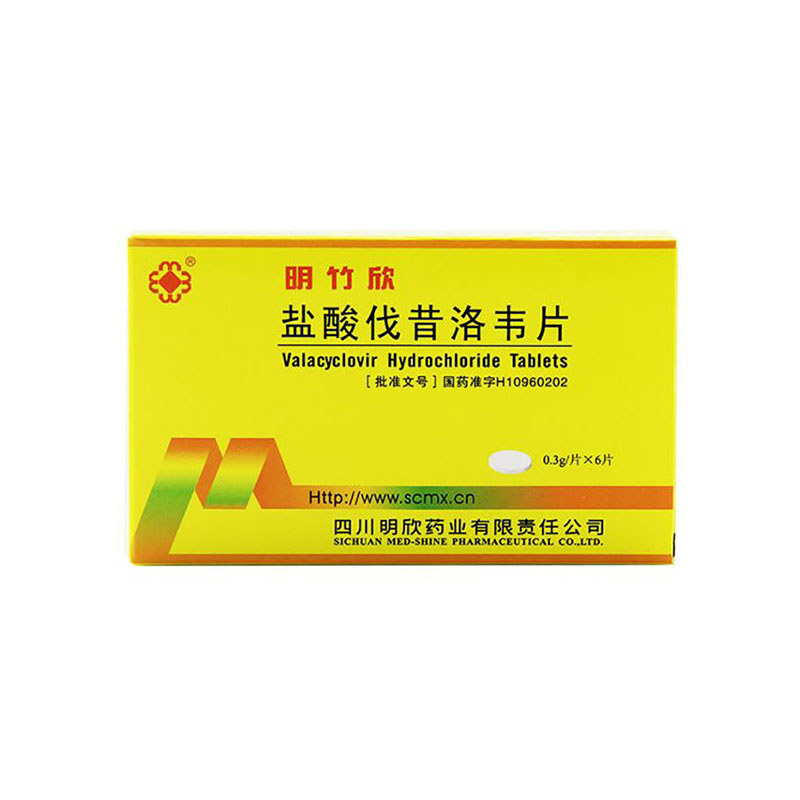 ®
明竹欣
盐酸伐昔洛韦片
Valacyclovir Hydrochloride Tablets
[批准文号]国药准字H10960202
0.3g/片×6片
Http://www.scmx.cn
四川明欣药业有限责任公司
SICHUAN MED-SHINE PHARMACEUTICAL CO.,LTD.